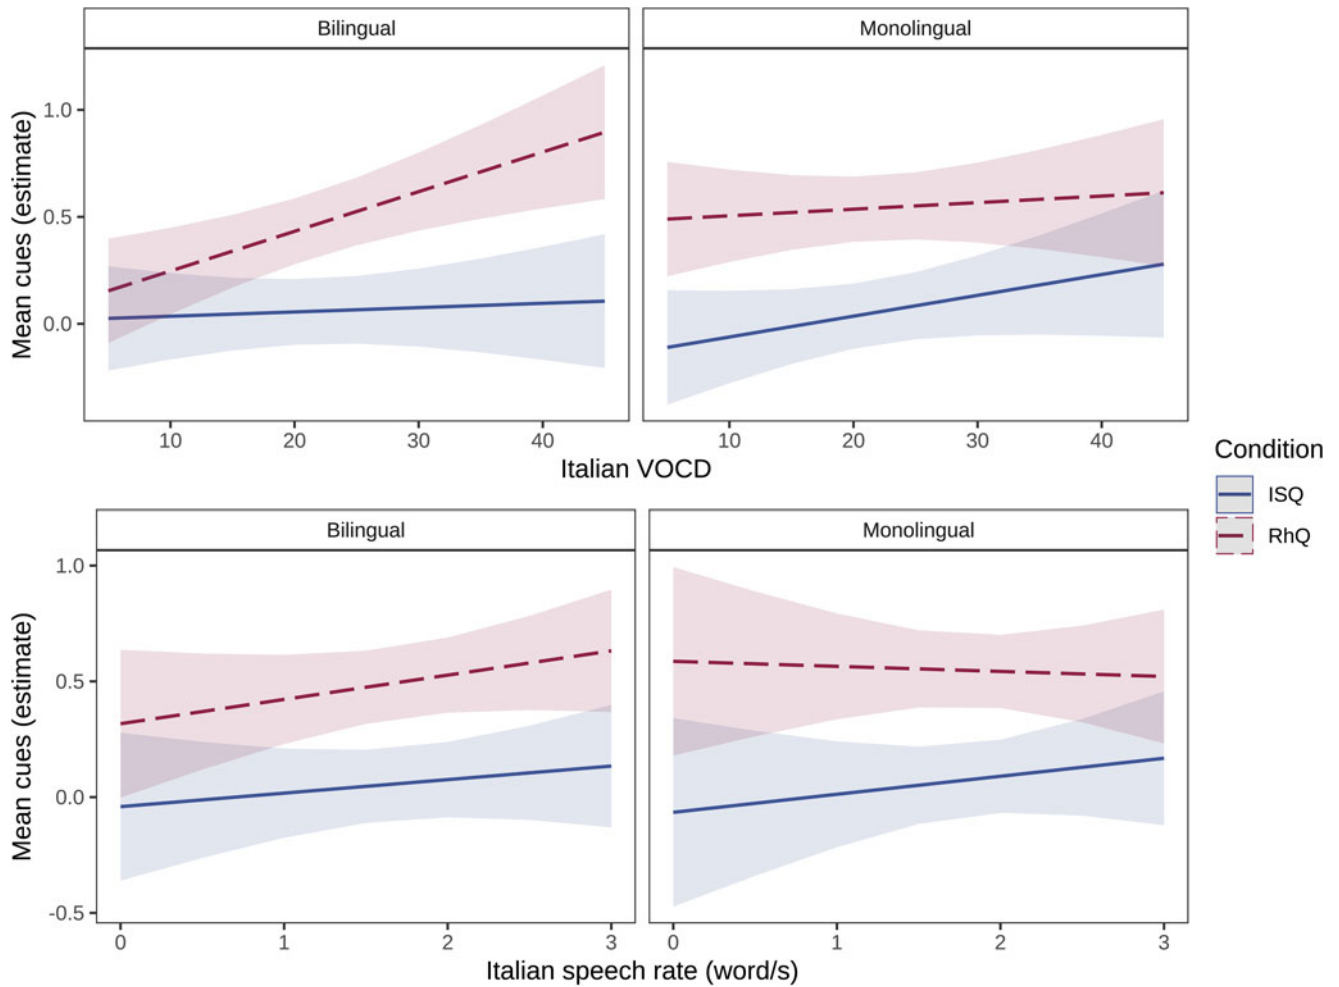 Bilingual
Monolingual
Mean cues (estimate)
1.0
0.5
0.0
10 20 30 40
10 20 30 40
Italian VOCD
Condition
ISQ
RhQ
Bilingual
Monolingual
Mean cues (estimate)
1.0
0.5
0.0
-0.5
0 1 2 3
0 1 2 3
Italian speech rate (word/s)